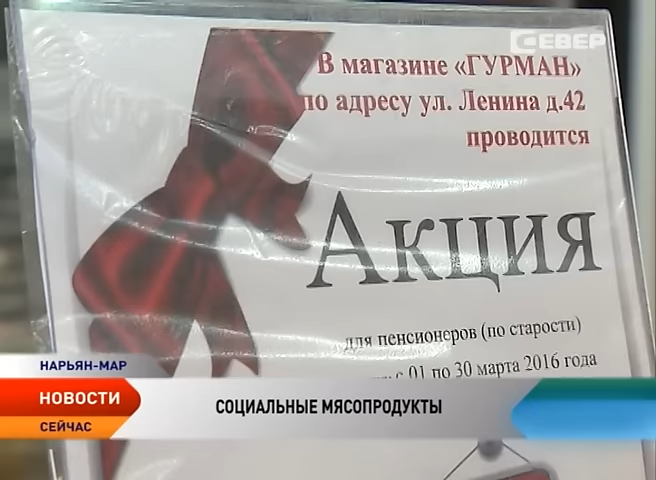 СЕВЕР
В магазине «ГУРМАН»
по адресу ул. Ленина д.42
проводится
Акция
для пенсионеров (по старости)
с 01 по 30 марта 2016 года
НАРЬЯН-МАР
НОВОСТИ
СЕЙЧАС
СОЦИАЛЬНЫЕ МЯСОПРОДУКТЫ